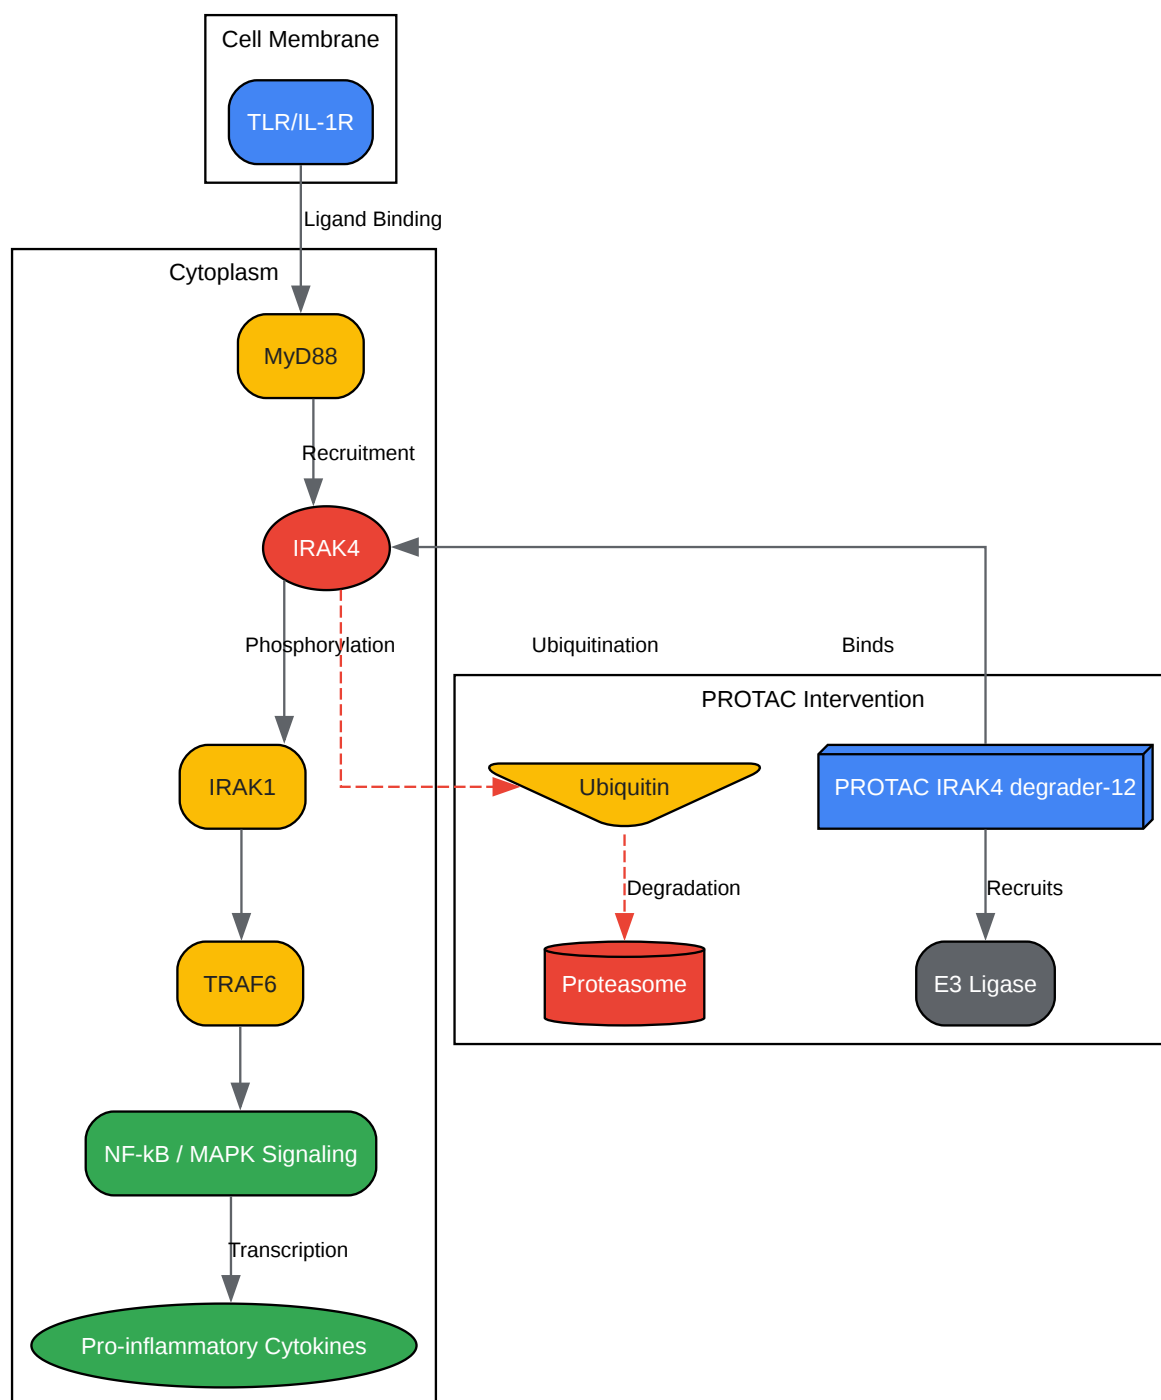 Cell Membrane
TLR/IL-1R
Ligand Binding
Cytoplasm
MyD88
Recruitment
IRAK4
Phosphorylation
Ubiquitination
Binds
PROTAC Intervention
IRAK1
Ubiquitin
PROTAC IRAK4 degrader-12
Degradation
Recruits
TRAF6
Proteasome
E3 Ligase
NF-kB / MAPK Signaling
Transcription
Pro-inflammatory Cytokines